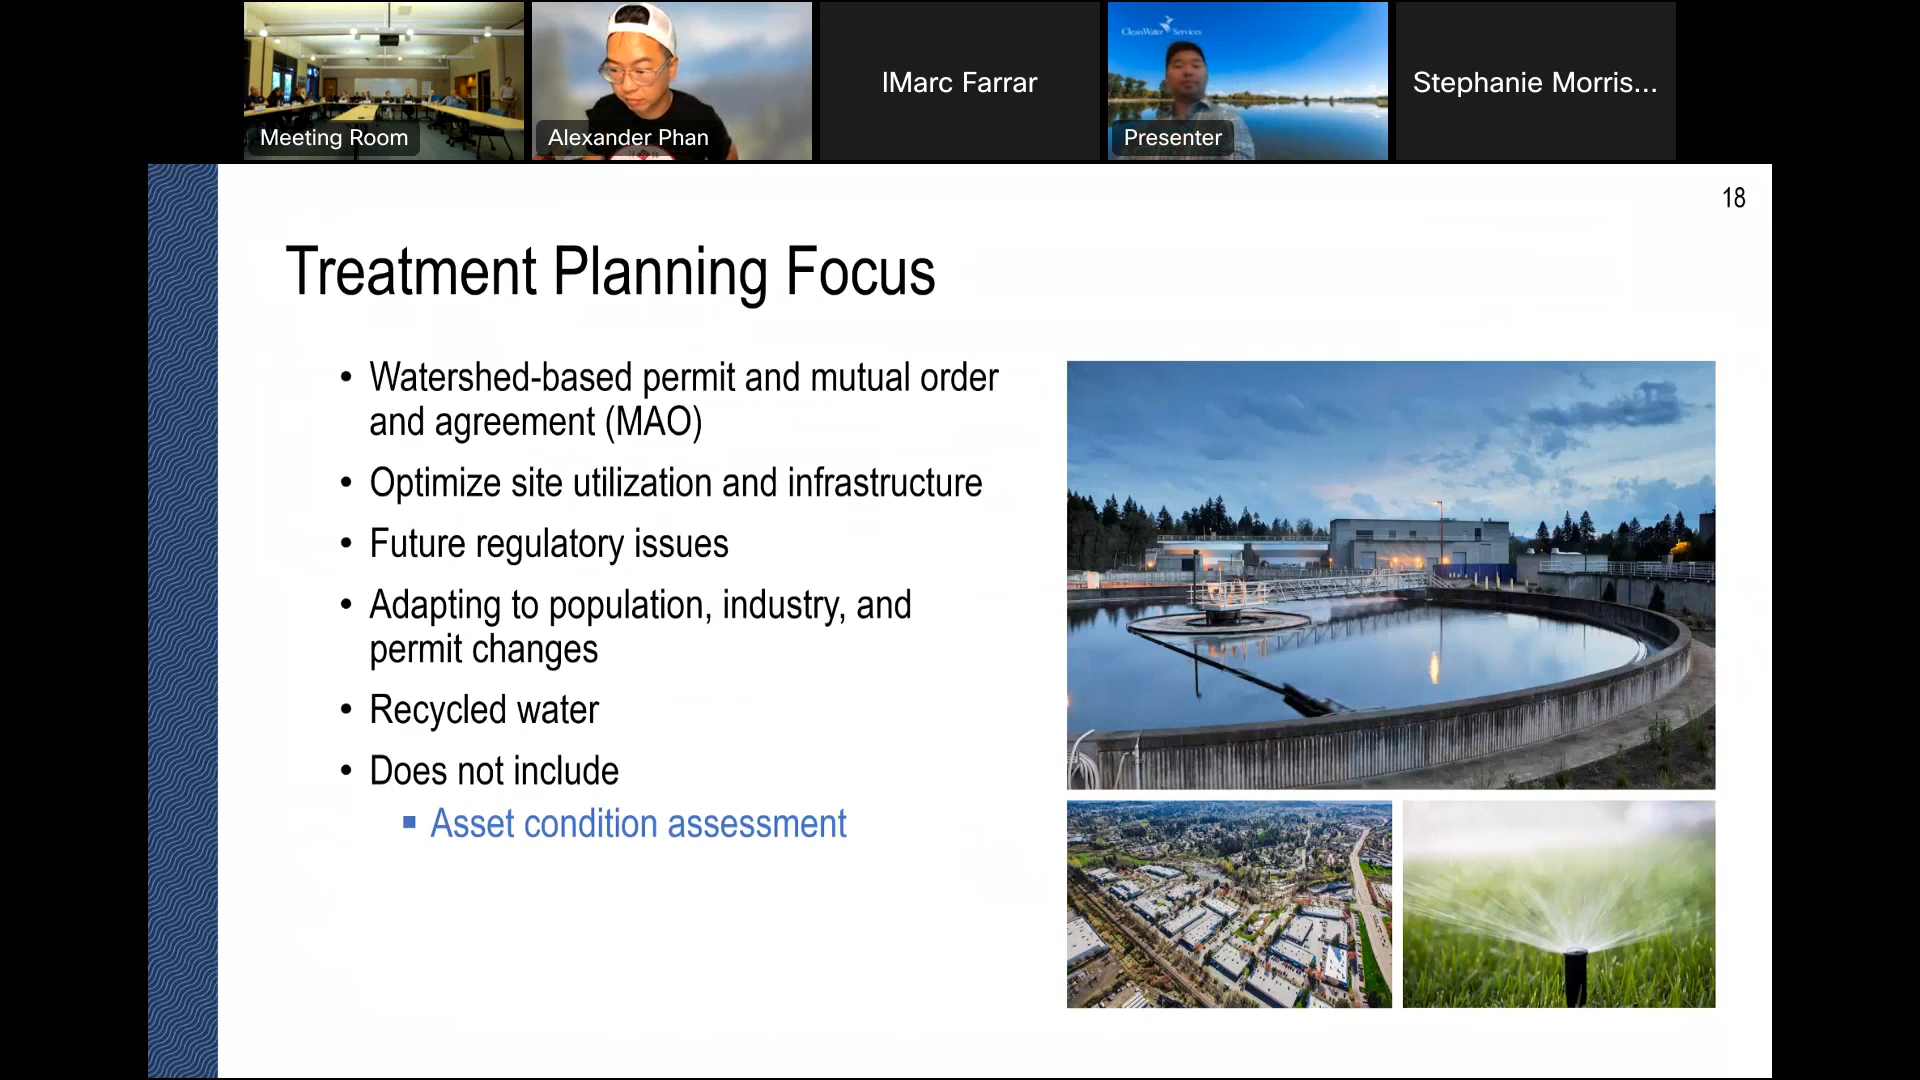 CleanWater Services
Meeting Room
Alexander Phan
IMarc Farrar
Presenter
Stephanie Morris...
18
Treatment Planning Focus
• Watershed-based permit and mutual order
and agreement (MAO)
• Optimize site utilization and infrastructure
• Future regulatory issues
• Adapting to population, industry, and
permit changes
• Recycled water
• Does not include
▪ Asset condition assessment